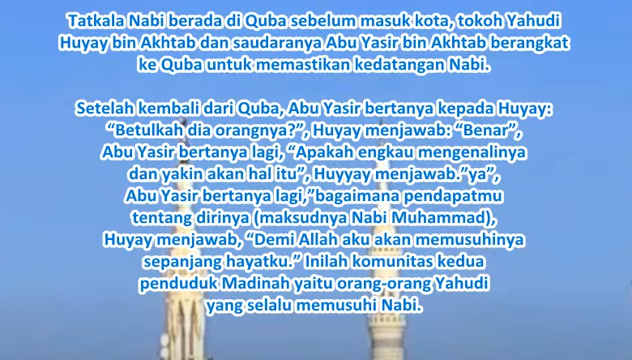 Tatkala Nabi berada di Quba sebelum masuk kota, tokoh Yahudi
Huyay bin Akhtab dan saudaranya Abu Yasir bin Akhtab berangkat
ke Quba untuk memastikan kedatangan Nabi.
Setelah kembali dari Quba, Abu Yasir bertanya kepada Huyay:
“Betulkah dia orangnya?”, Huyay menjawab: “Benar”,
Abu Yasir bertanya lagi, “Apakah engkau mengenalinya
dan yakin akan hal itu”, Huyyay menjawab.”ya”,
Abu Yasir bertanya lagi,”bagaimana pendapatmu
tentang dirinya (maksudnya Nabi Muhammad),
Huyay menjawab, “Demi Allah aku akan memusuhinya
sepanjang hayatku.” Inilah komunitas kedua
penduduk Madinah yaitu orang-orang Yahudi
yang selalu memusuhi Nabi.